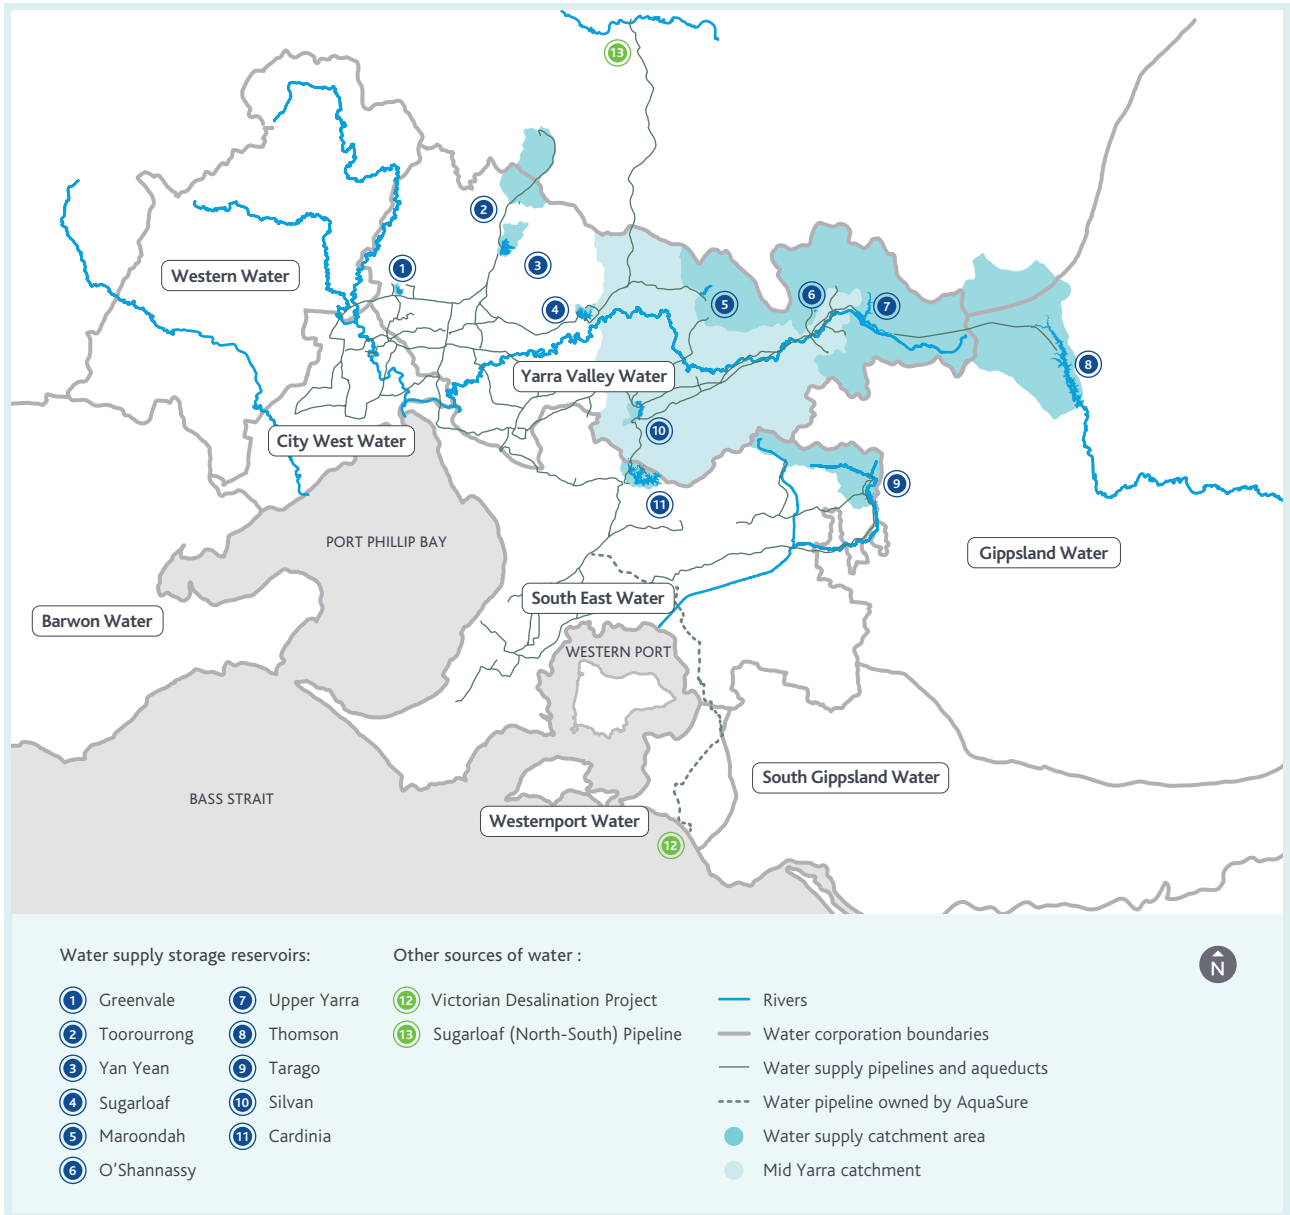 13
2
Western Water
1
3
6
4
5
7
8
Yarra Valley Water
10
City West Water
9
11
PORT PHILLIP BAY
Gippsland Water
South East Water
Barwon Water
WESTERN PORT
South Gippsland Water
BASS STRAIT
Westernport Water
12
Water supply storage reservoirs:
1 Greenvale
2 Toorourrong
3 Yan Yean
4 Sugarloaf
5 Maroondah
6 O'Shannassy
7 Upper Yarra
8 Thomson
9 Tarago
10 Silvan
11 Cardinia
Other sources of water :
12 Victorian Desalination Project
13 Sugarloaf (North-South) Pipeline
N
Rivers
Water corporation boundaries
Water supply pipelines and aqueducts
Water pipeline owned by AquaSure
Water supply catchment area
Mid Yarra catchment